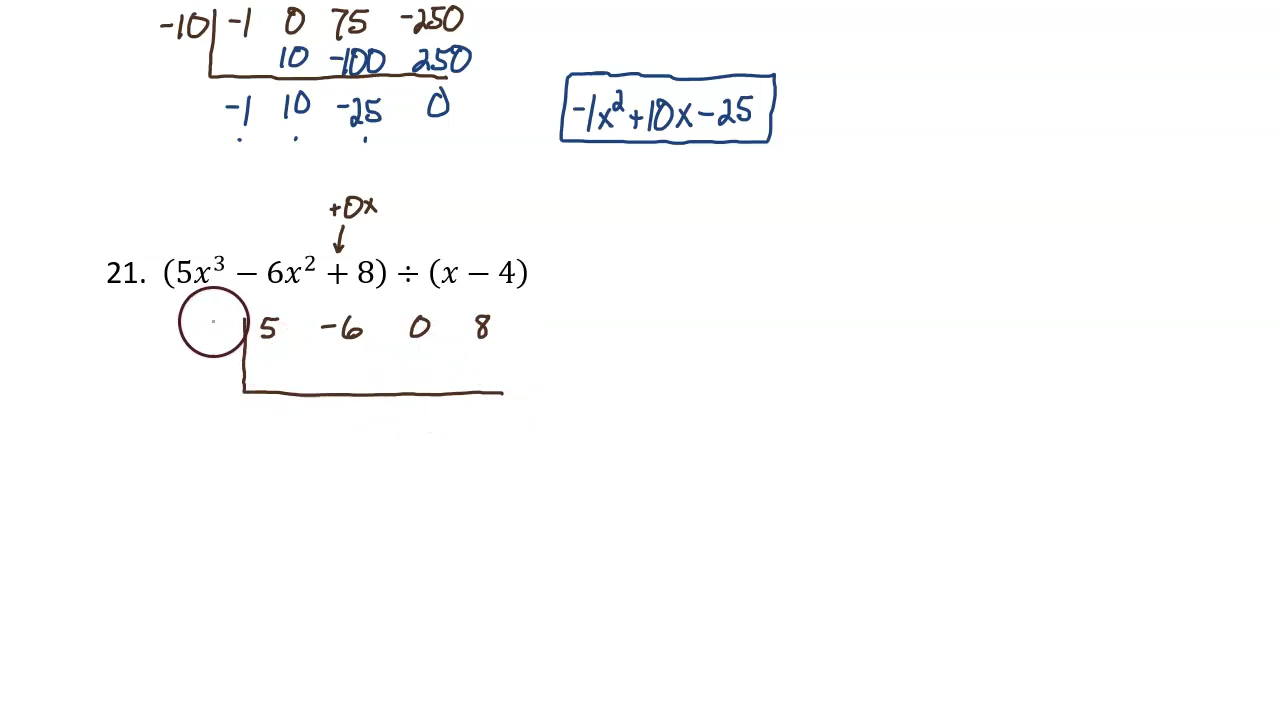 -10 -1 0 75 -250
10 -100 250
-1 10 -25 0
-1x² + 10x - 25
+0x
21. (5x³ − 6x² + 8) ÷ (x − 4)
5 -6 0 8